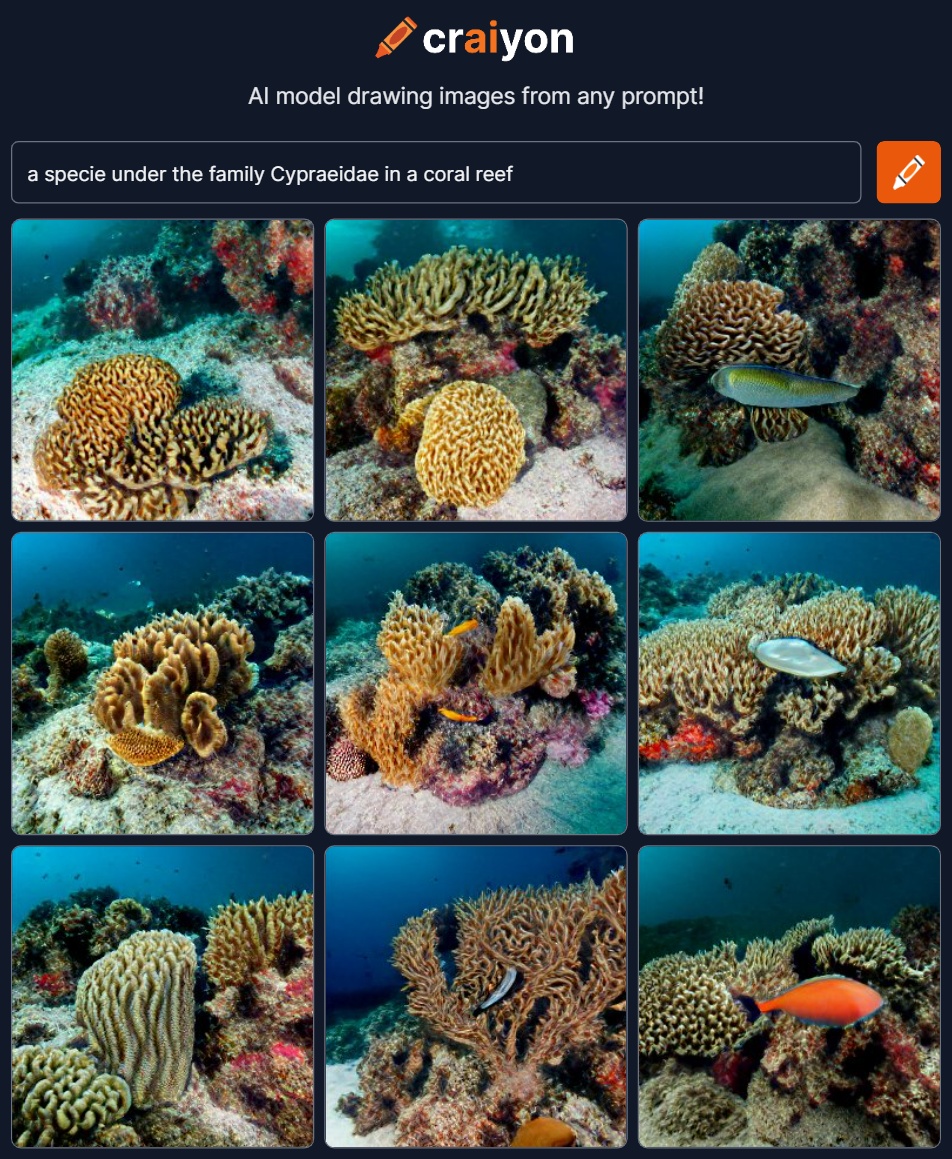 craiyon
AI model drawing images from any prompt!
a specie under the family Cypraeidae in a coral reef